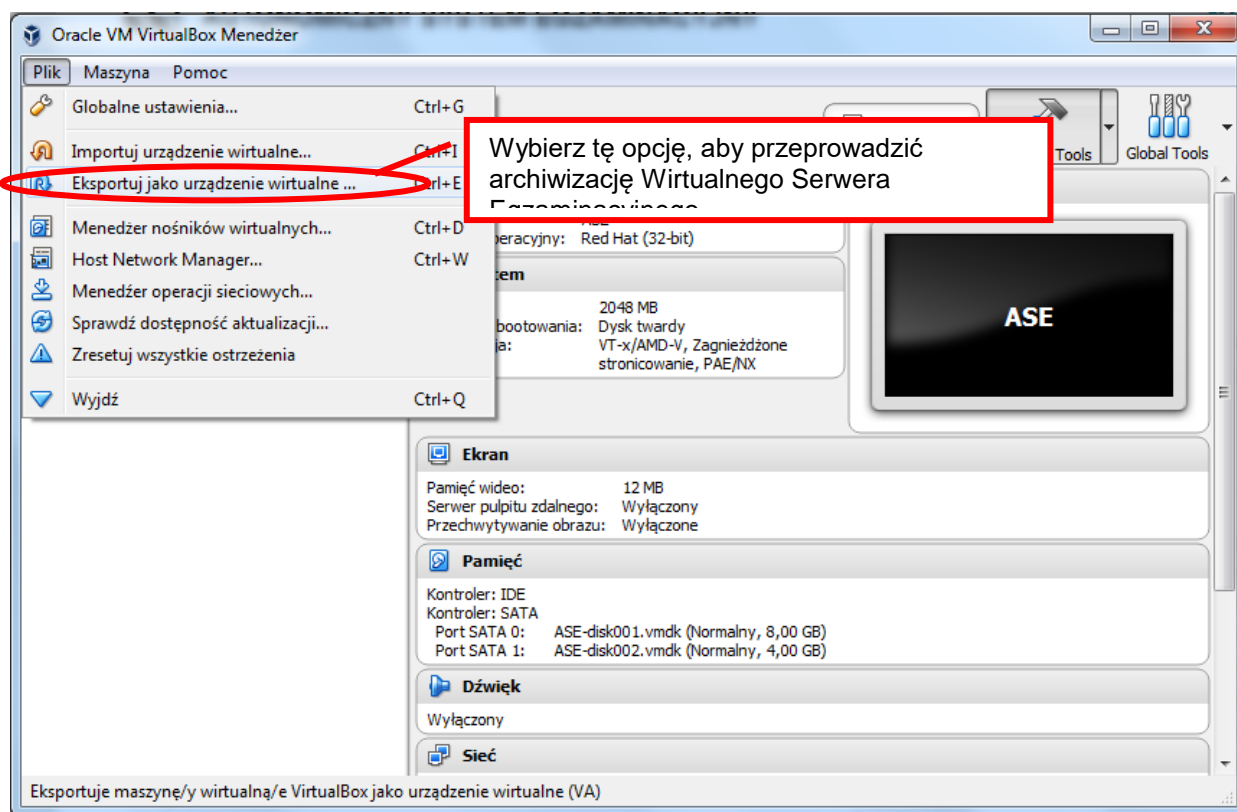 Oracle VM VirtualBox Menedżer
Plik Maszyna Pomoc
Globalne ustawienia... Ctrl+G
Importuj urządzenie wirtualne... Ctrl+I
Eksportuj jako urządzenie wirtualne ... Ctrl+E
Menedżer nośników wirtualnych... Ctrl+D
Host Network Manager... Ctrl+W
Menedżer operacji sieciowych...
Sprawdź dostępność aktualizacji...
Zresetuj wszystkie ostrzeżenia
Wyjdź Ctrl+Q
Wybierz tę opcję, aby przeprowadzić
archiwizację Wirtualnego Serwera
Tools
Global Tools
Red Hat (32-bit)
2048 MB
bootowania: Dysk twardy
VT-x/AMD-V, Zagnieżdżone
stronicowanie, PAE/NX
ASE
Ekran
Pamięć wideo: 12 MB
Serwer pulpitu zdalnego: Wyłączony
Przechwytywanie obrazu: Wyłączone
Pamięć
Kontroler: IDE
Kontroler: SATA
Port SATA 0: ASE-disk001.vmdk (Normalny, 8,00 GB)
Port SATA 1: ASE-disk002.vmdk (Normalny, 4,00 GB)
Dźwięk
Wyłączony
Sieć
Eksportuje maszynę/y wirtualną/e VirtualBox jako urządzenie wirtualne (VA)